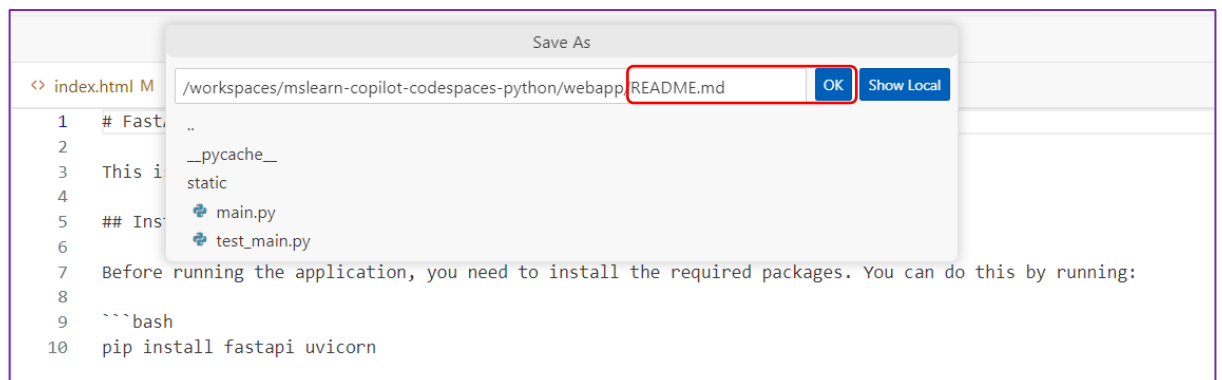 Save As
<> index.html M
/workspaces/mslearn-copilot-codespaces-python/webapp/README.md OK Show Local
..
__pycache__
static
main.py
test_main.py
1 # Fast
2
3 This i
4
5 ## Ins
6
7 Before running the application, you need to install the required packages. You can do this by running:
8
9 ```bash
10 pip install fastapi uvicorn